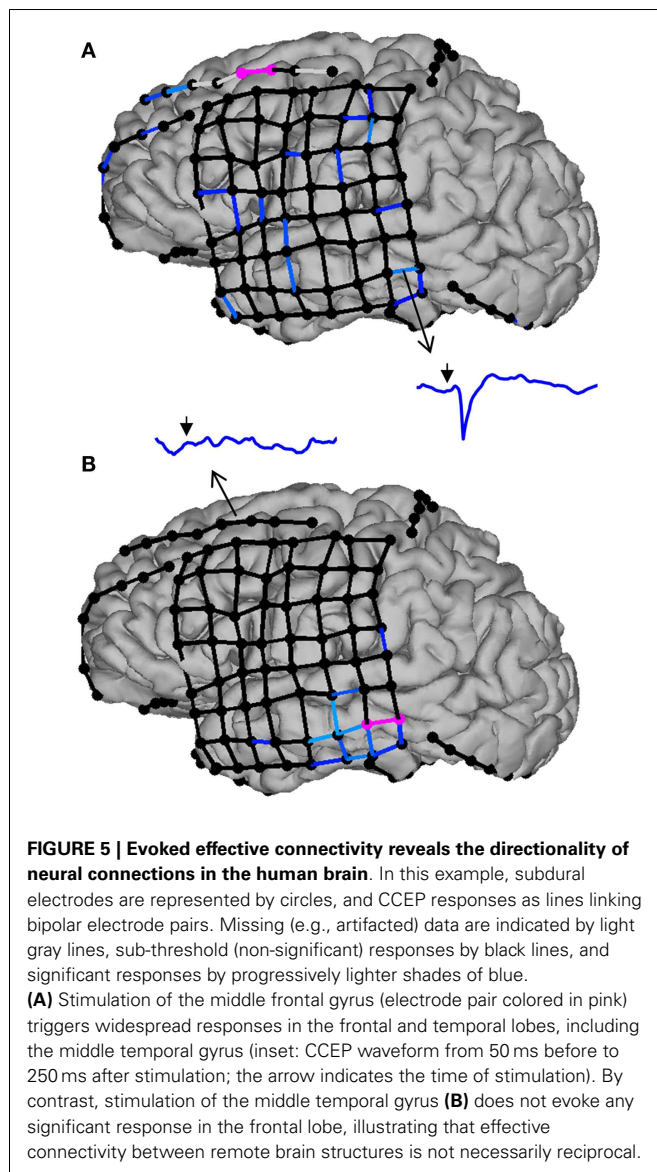 A
B
FIGURE 5 | Evoked effective connectivity reveals the directionality of
neural connections in the human brain. In this example, subdural
electrodes are represented by circles, and CCEP responses as lines linking
bipolar electrode pairs. Missing (e.g., artifacted) data are indicated by light
gray lines, sub-threshold (non-significant) responses by black lines, and
significant responses by progressively lighter shades of blue.
(A) Stimulation of the middle frontal gyrus (electrode pair colored in pink)
triggers widespread responses in the frontal and temporal lobes, including
the middle temporal gyrus (inset: CCEP waveform from 50 ms before to
250 ms after stimulation; the arrow indicates the time of stimulation). By
contrast, stimulation of the middle temporal gyrus (B) does not evoke any
significant response in the frontal lobe, illustrating that effective
connectivity between remote brain structures is not necessarily reciprocal.